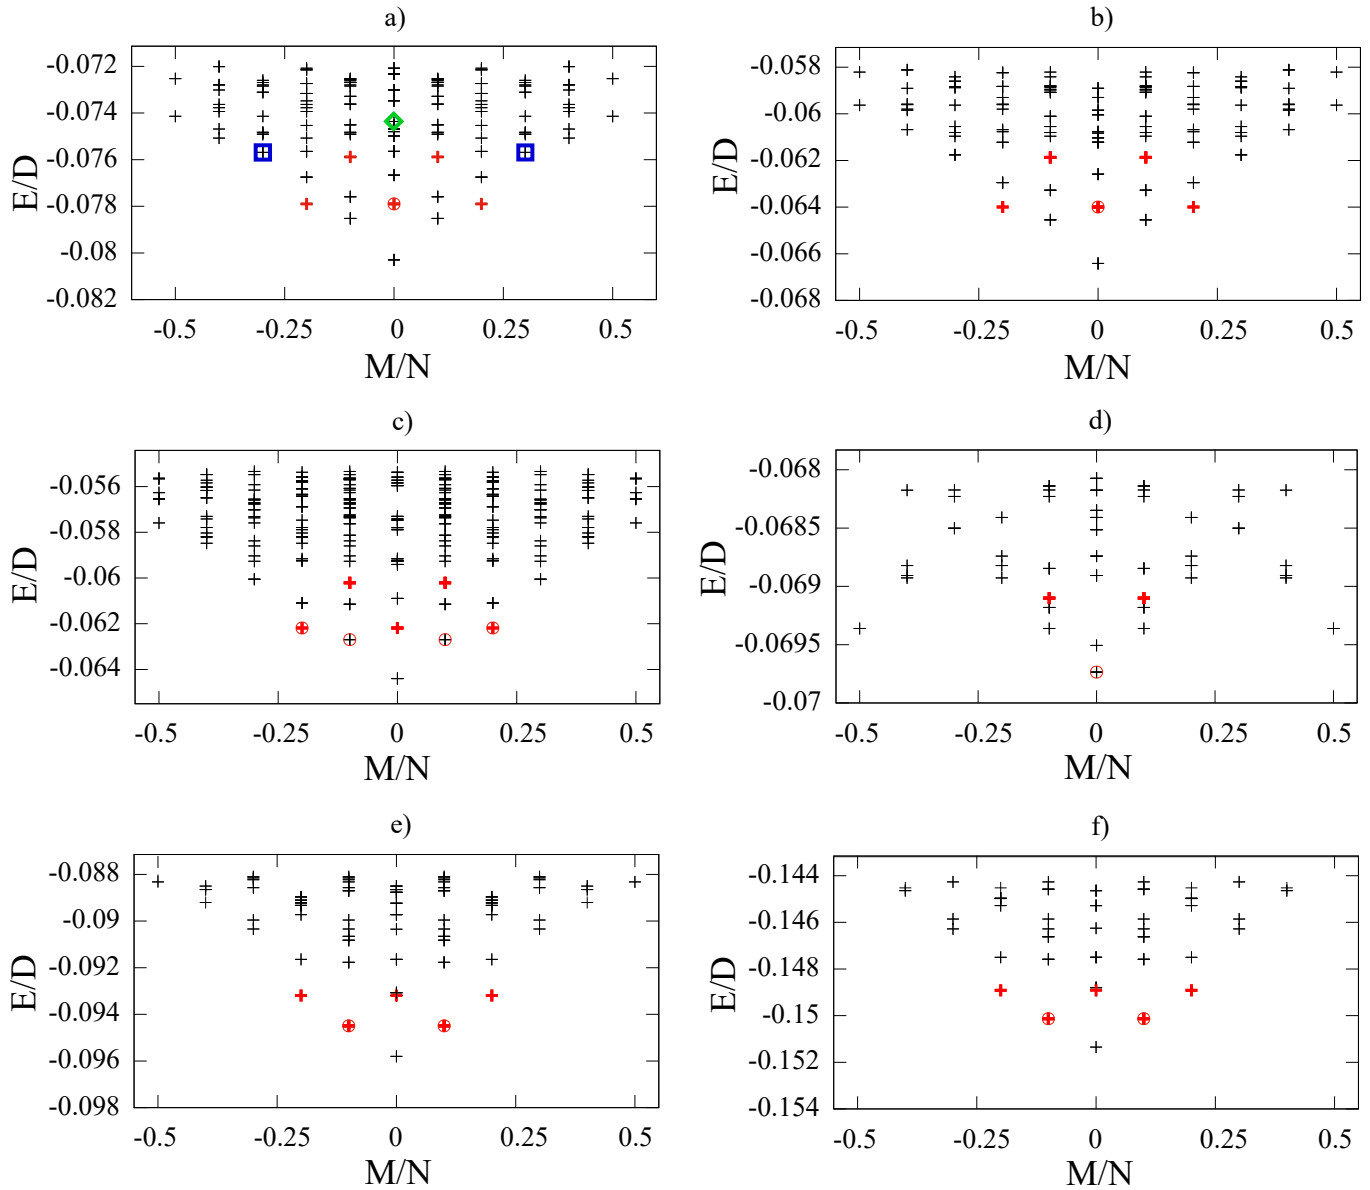 a)
-0.072
-0.074
-0.076
-0.078
-0.08
-0.082
E/D
-0.5 -0.25 0 0.25 0.5
M/N
b)
-0.058
-0.06
-0.062
-0.064
-0.066
-0.068
E/D
-0.5 -0.25 0 0.25 0.5
M/N
c)
-0.056
-0.058
-0.06
-0.062
-0.064
E/D
-0.5 -0.25 0 0.25 0.5
M/N
d)
-0.068
-0.0685
-0.069
-0.0695
-0.07
E/D
-0.5 -0.25 0 0.25 0.5
M/N
e)
-0.088
-0.09
-0.092
-0.094
-0.096
-0.098
E/D
-0.5 -0.25 0 0.25 0.5
M/N
f)
-0.144
-0.146
-0.148
-0.15
-0.152
-0.154
E/D
-0.5 -0.25 0 0.25 0.5
M/N